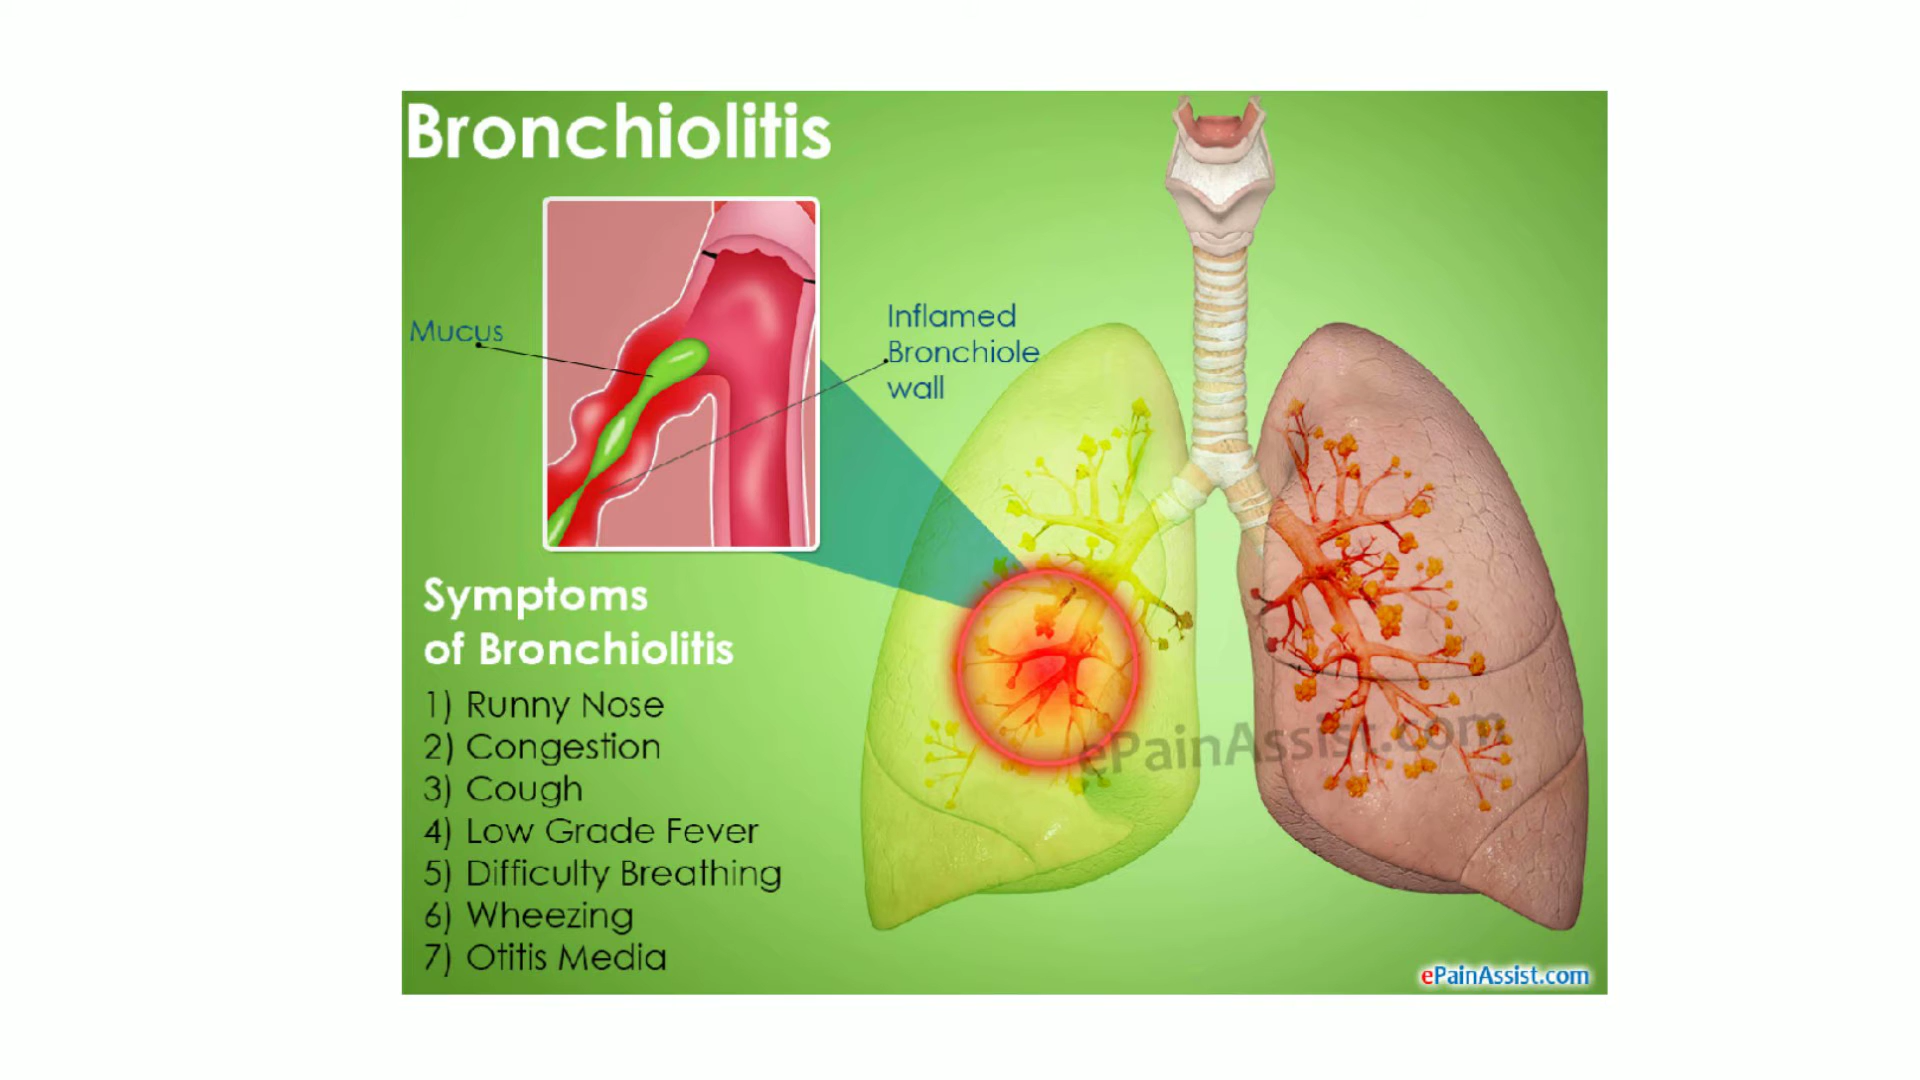 Bronchiolitis
Mucus
Inflamed
Bronchiole
wall
Symptoms
of Bronchiolitis
1) Runny Nose
2) Congestion
3) Cough
4) Low Grade Fever
5) Difficulty Breathing
6) Wheezing
7) Otitis Media
ePainAssist.com
ePainAssist.com